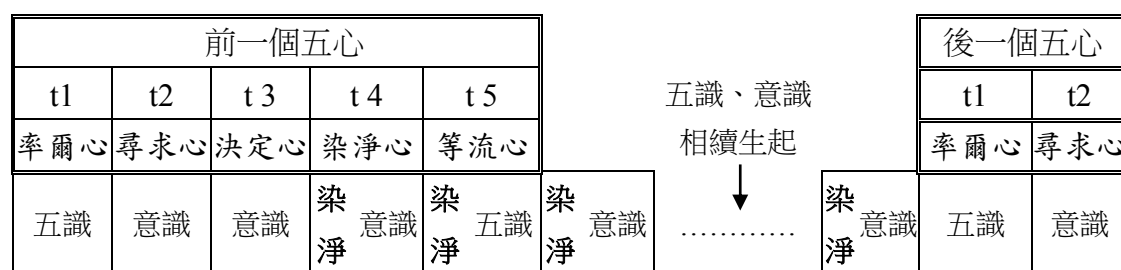 前一個五心 後一個五心
t1 t2 t 3 t 4 t 5 五識、意識 t1 t2
率爾心 尋求心 決定心 染淨心 等流心 相續生起 率爾心 尋求心
五識 意識 意識 染淨 意識 染淨 五識 染淨 意識 ………… 染淨 意識 五識 意識